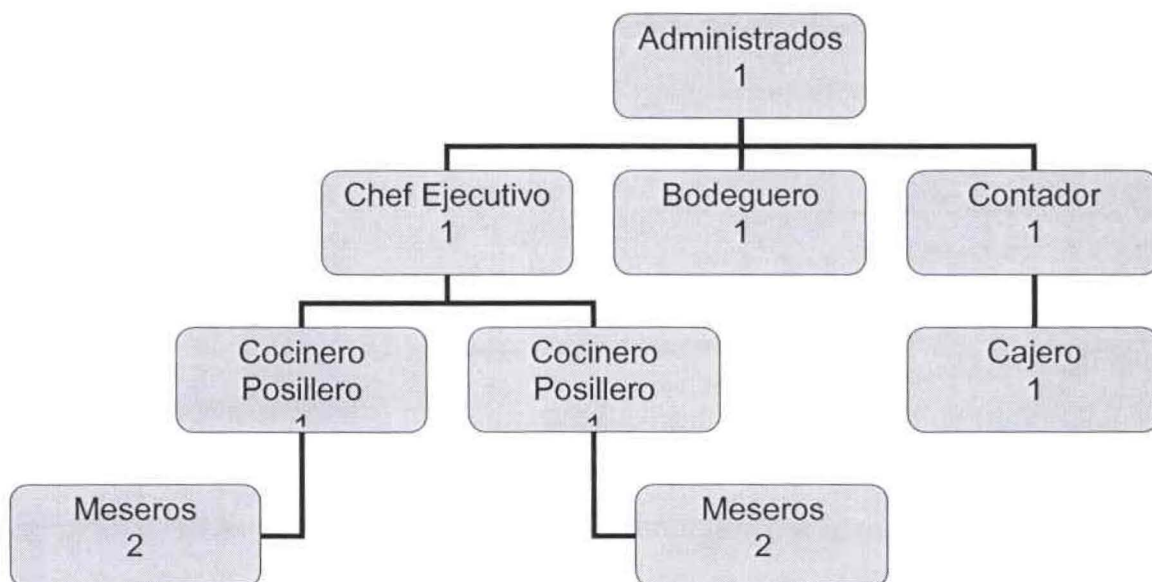 Administrados
1
Chef Ejecutivo
1
Bodeguero
1
Contador
1
Cocinero
Posillero
1
Cocinero
Posillero
1
Cajero
1
Meseros
2
Meseros
2